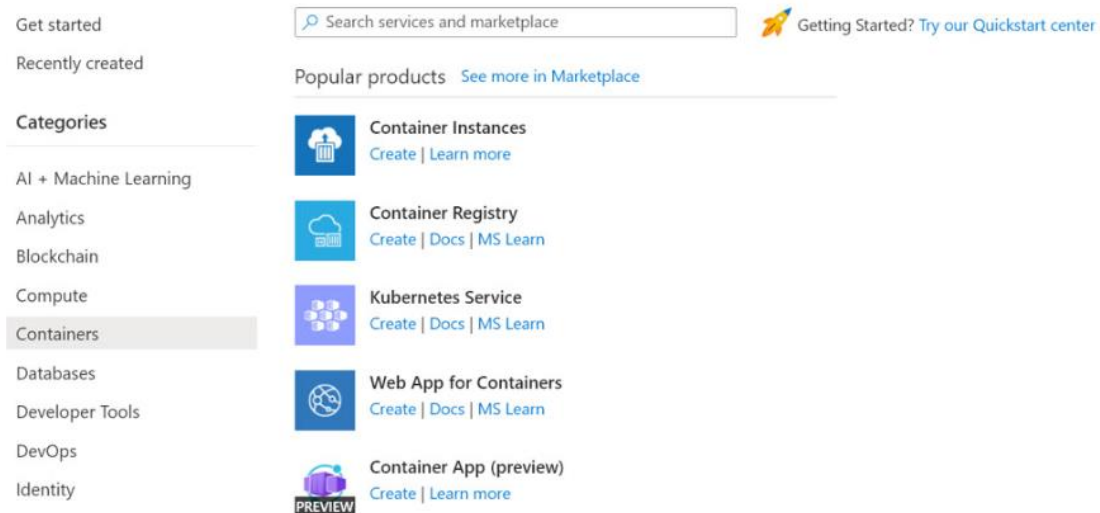 Get started
Recently created
Categories
AI + Machine Learning
Analytics
Blockchain
Compute
Containers
Databases
Developer Tools
DevOps
Identity
Search services and marketplace
Getting Started? Try our Quickstart center
Popular products See more in Marketplace
Container Instances
Create | Learn more
Container Registry
Create | Docs | MS Learn
Kubernetes Service
Create | Docs | MS Learn
Web App for Containers
Create | Docs | MS Learn
Container App (preview)
Create | Learn more
PREVIEW